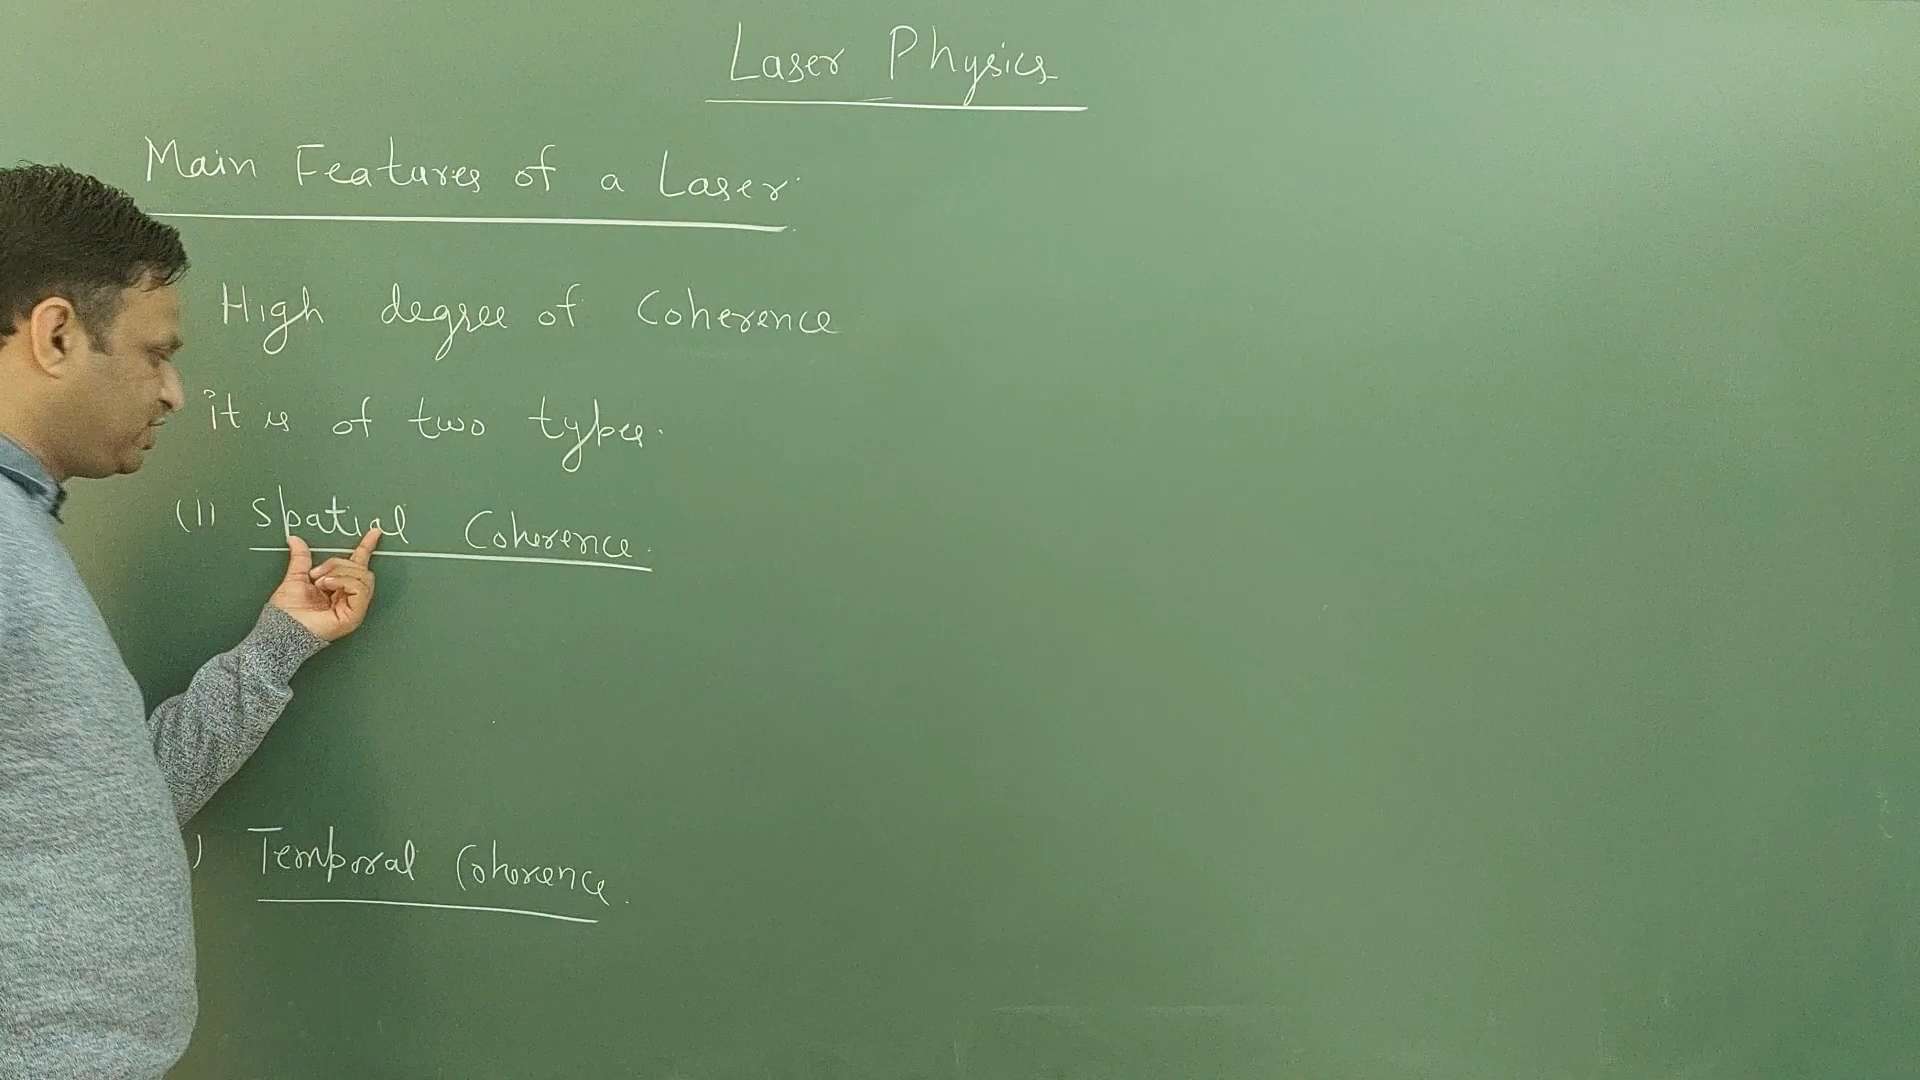 Laser Physics
Main Features of a Laser.
High degree of Coherence
it is of two types.
(1) Spatial Coherence.
) Temporal Coherence.